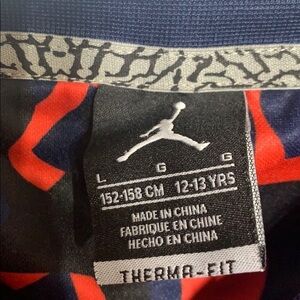 L G G
152-158 CM 12-13 YRS
MADE IN CHINA
FABRIQUÉ EN CHINE
HECHO EN CHINA
THERMA-FIT